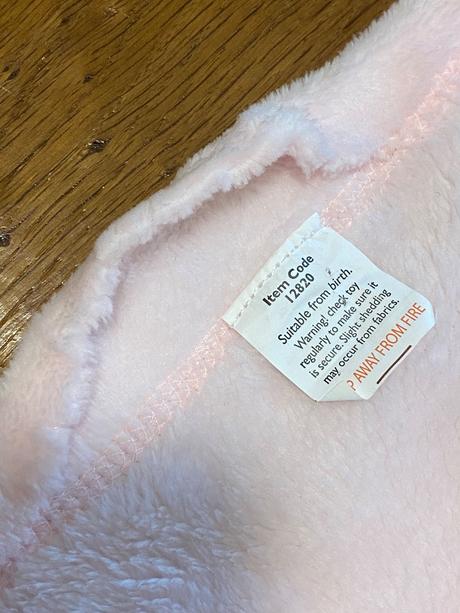 Item Code
12820
Suitable from birth.
Warning! check toy
regularly to make sure it
is secure. Slight shedding
may occur from fabrics.
AWAY FROM FIRE